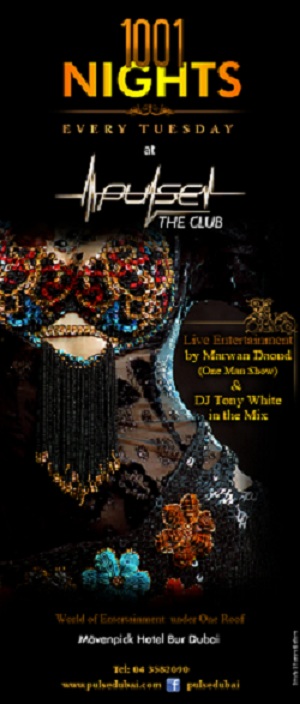 1001
NIGHTS
EVERY TUESDAY
at
pulse
THE CLUB
Live Entertainment
by Marwan Daoud
(One Man Show)
&
DJ Tony White
in the Mix
World of Entertainment under One Roof
Mövenpick Hotel Bur Dubai
Tel:
www.pulsedubai.com f pulsedubai